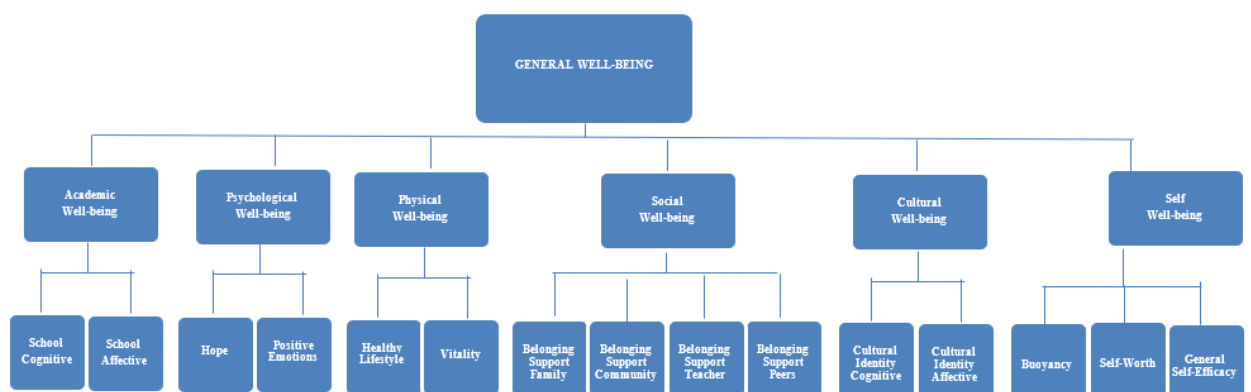 GENERAL WELL-BEING
Academic
Well-being
Psychological
Well-being
Physical
Well-being
Social
Well-being
Cultural
Well-being
Self
Well-being
School
Cognitive
School
Affective
Hope
Positive
Emotions
Healthy
Lifestyle
Vitality
Belonging
Support
Family
Belonging
Support
Community
Belonging
Support
Teacher
Belonging
Support
Peers
Cultural
Identity
Cognitive
Cultural
Identity
Affective
Buoyancy
Self-Worth
General
Self-Efficacy